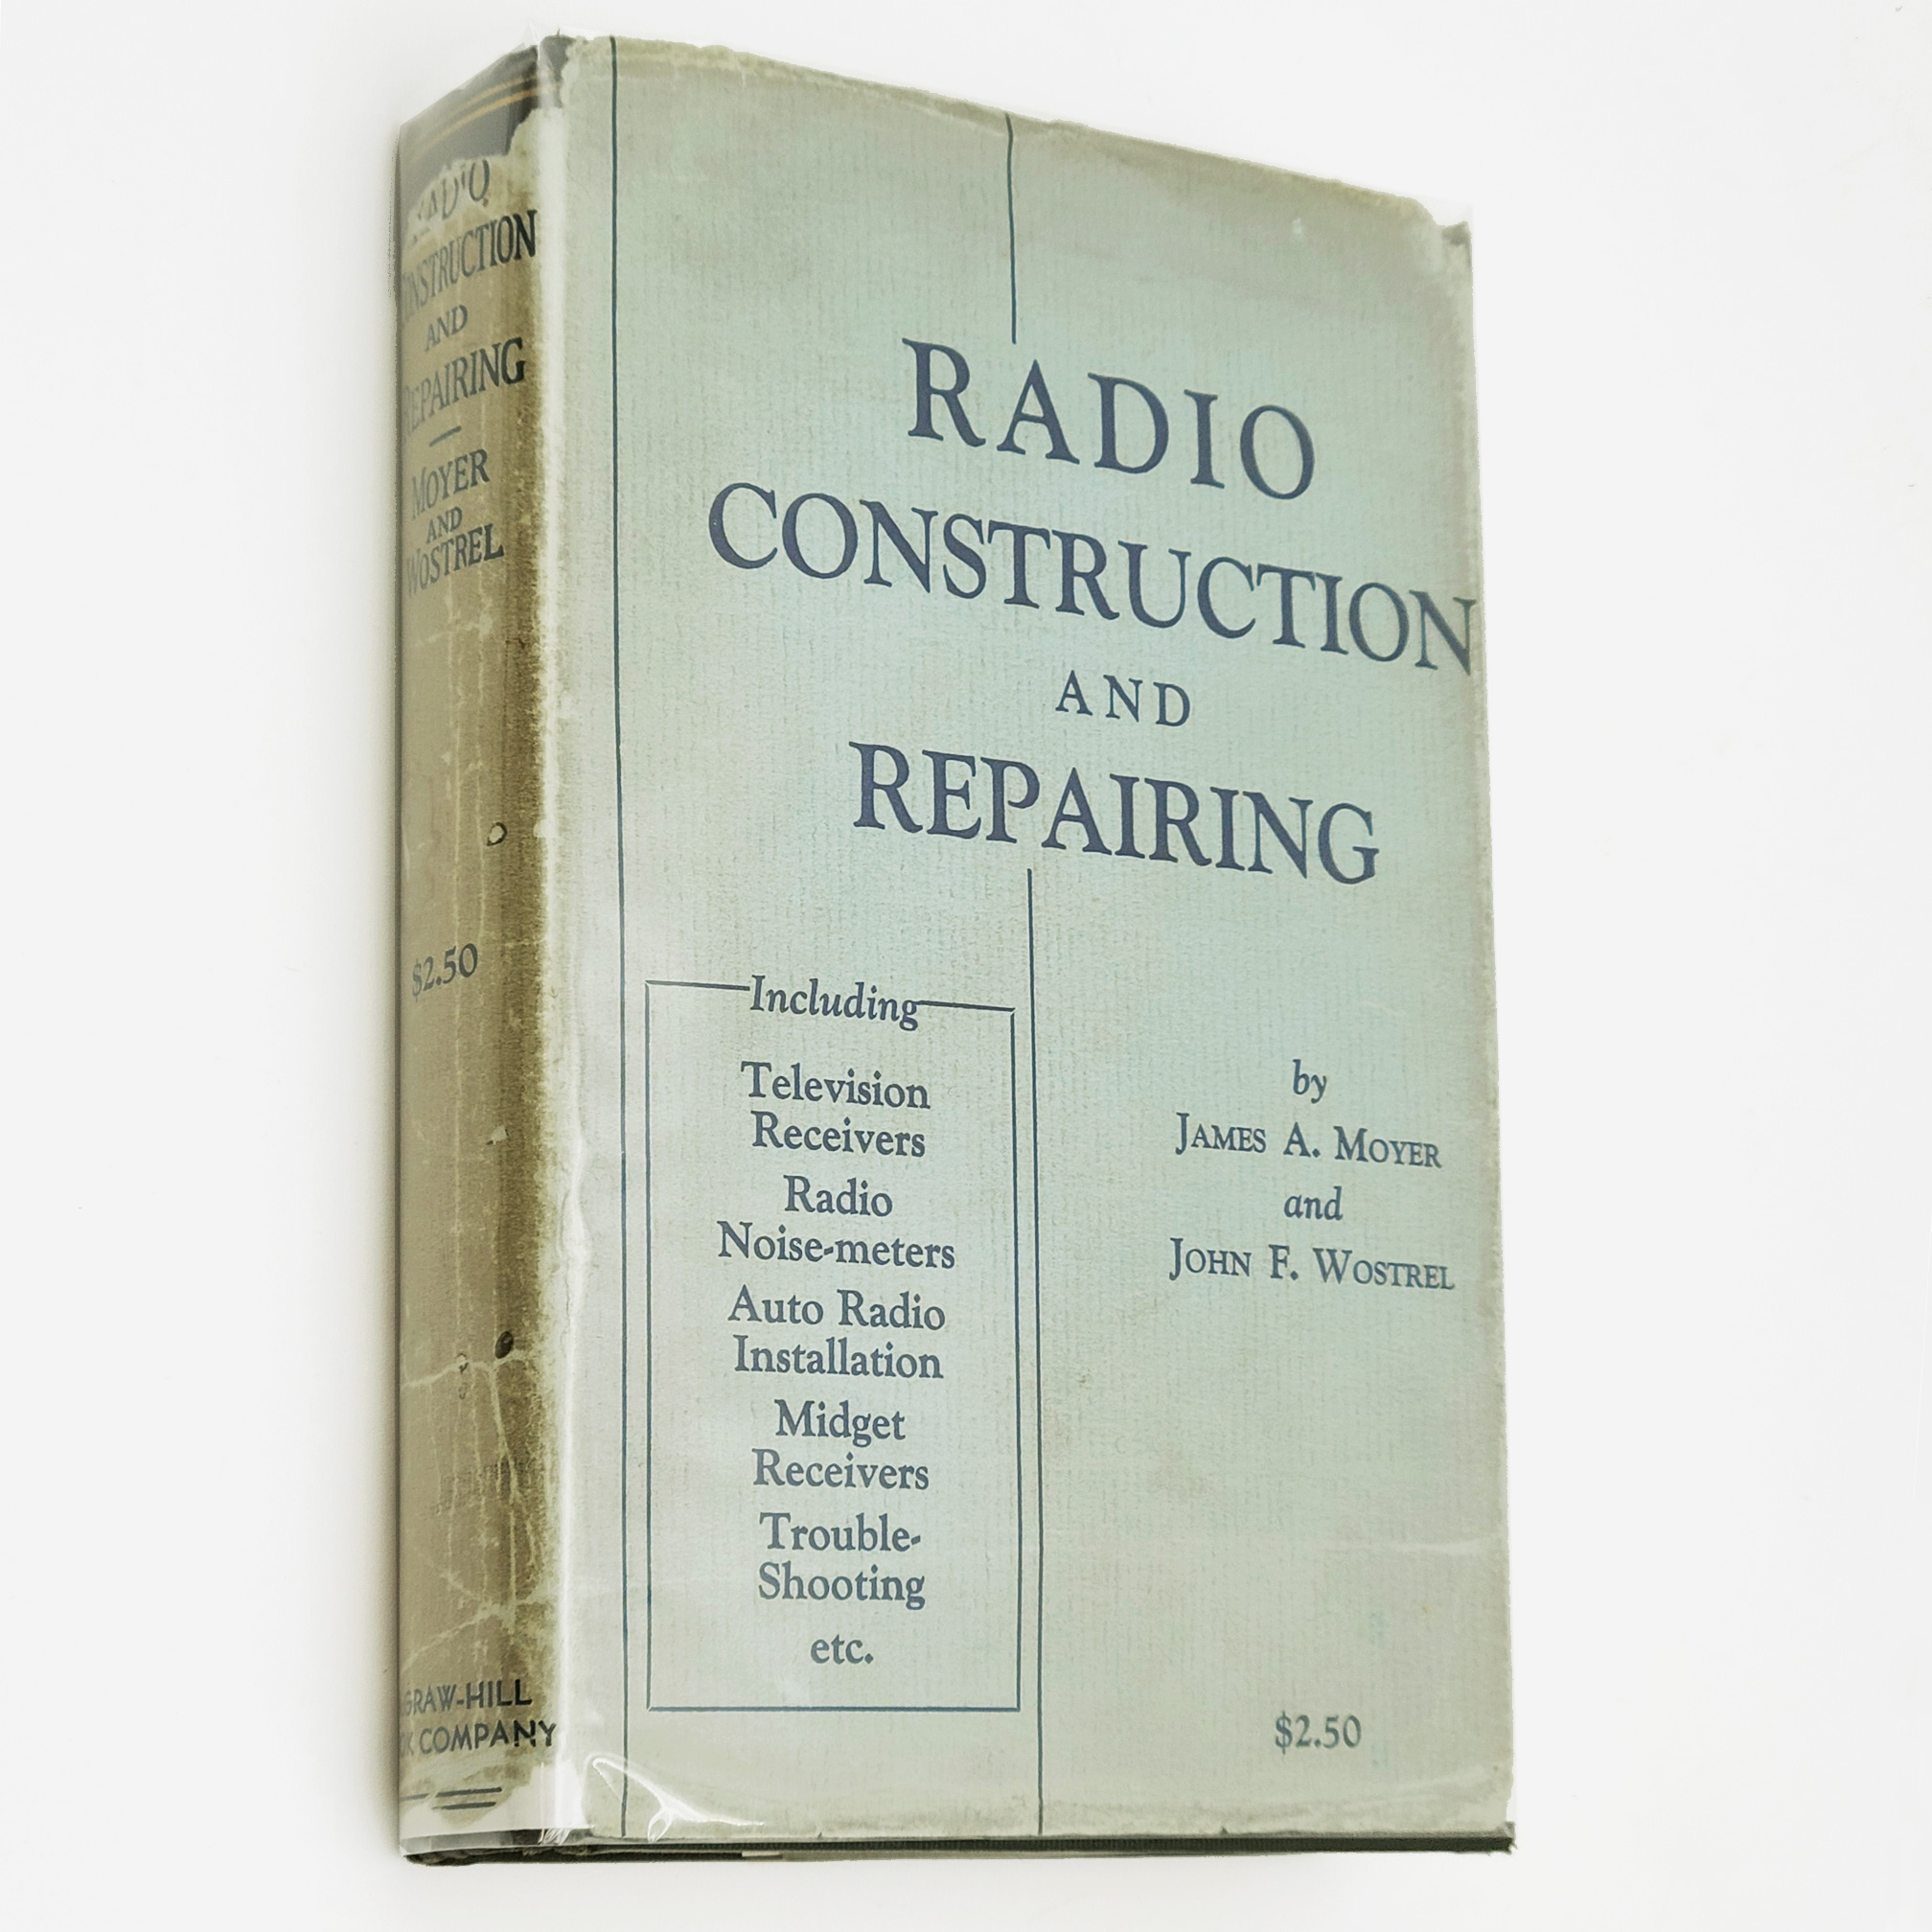 CONSTRUCTION
AND
REPAIRING
MOYER
AND
WOSTREL
$2.50
GRAW-HILL
COMPANY
RADIO
CONSTRUCTION
AND
REPAIRING
Including
Television
Receivers
Radio
Noise-meters
Auto Radio
Installation
Midget
Receivers
Trouble-
Shooting
etc.
by
JAMES A. MOYER
and
JOHN F. WOSTREL
$2.50